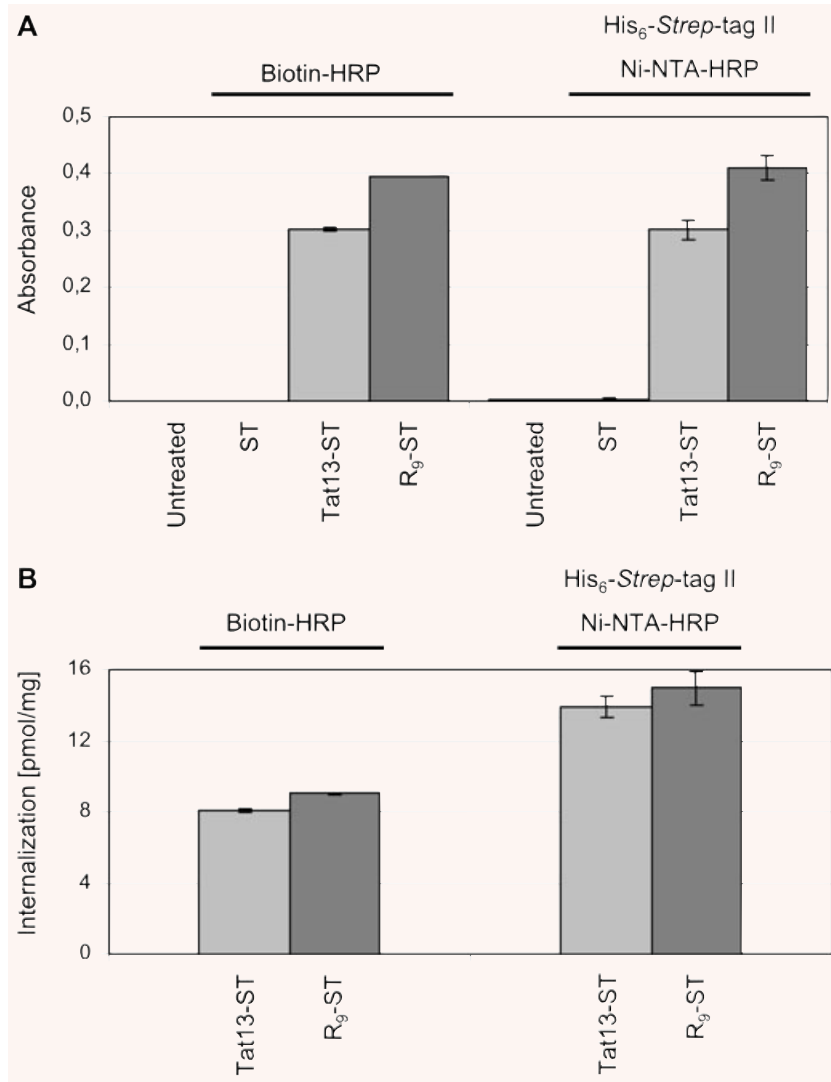 A
His₆-Strep-tag II
Biotin-HRP
Ni-NTA-HRP
0,5
0,4
0,3
0,2
0,1
0,0
Absorbance
Untreated
ST
Tat13-ST
R₉-ST
Untreated
ST
Tat13-ST
R₉-ST
B
His₆-Strep-tag II
Biotin-HRP
Ni-NTA-HRP
16
12
8
4
0
Internalization [pmol/mg]
Tat13-ST
R₉-ST
Tat13-ST
R₉-ST